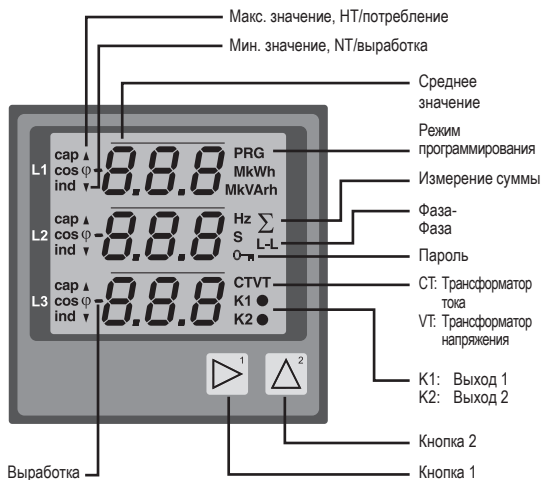 Макс. значение, HT/потребление
Мин. значение, NT/выработка
Среднее
значение
Режим
программирования
Измерение суммы
Фаза-
Фаза
Пароль
CT: Трансформатор
тока
VT: Трансформатор
напряжения
K1: Выход 1
K2: Выход 2
Кнопка 2
Кнопка 1
Выработка
L1
cap ▲
cos φ
ind ▼
8.8.8
PRG
MkWh
MkVArh
L2
cap ▲
cos φ
ind ▼
8.8.8
Hz Σ
S
L-L
L3
cap ▲
cos φ
ind ▼
8.8.8
CTVT
K1 ●
K2 ●
1
2